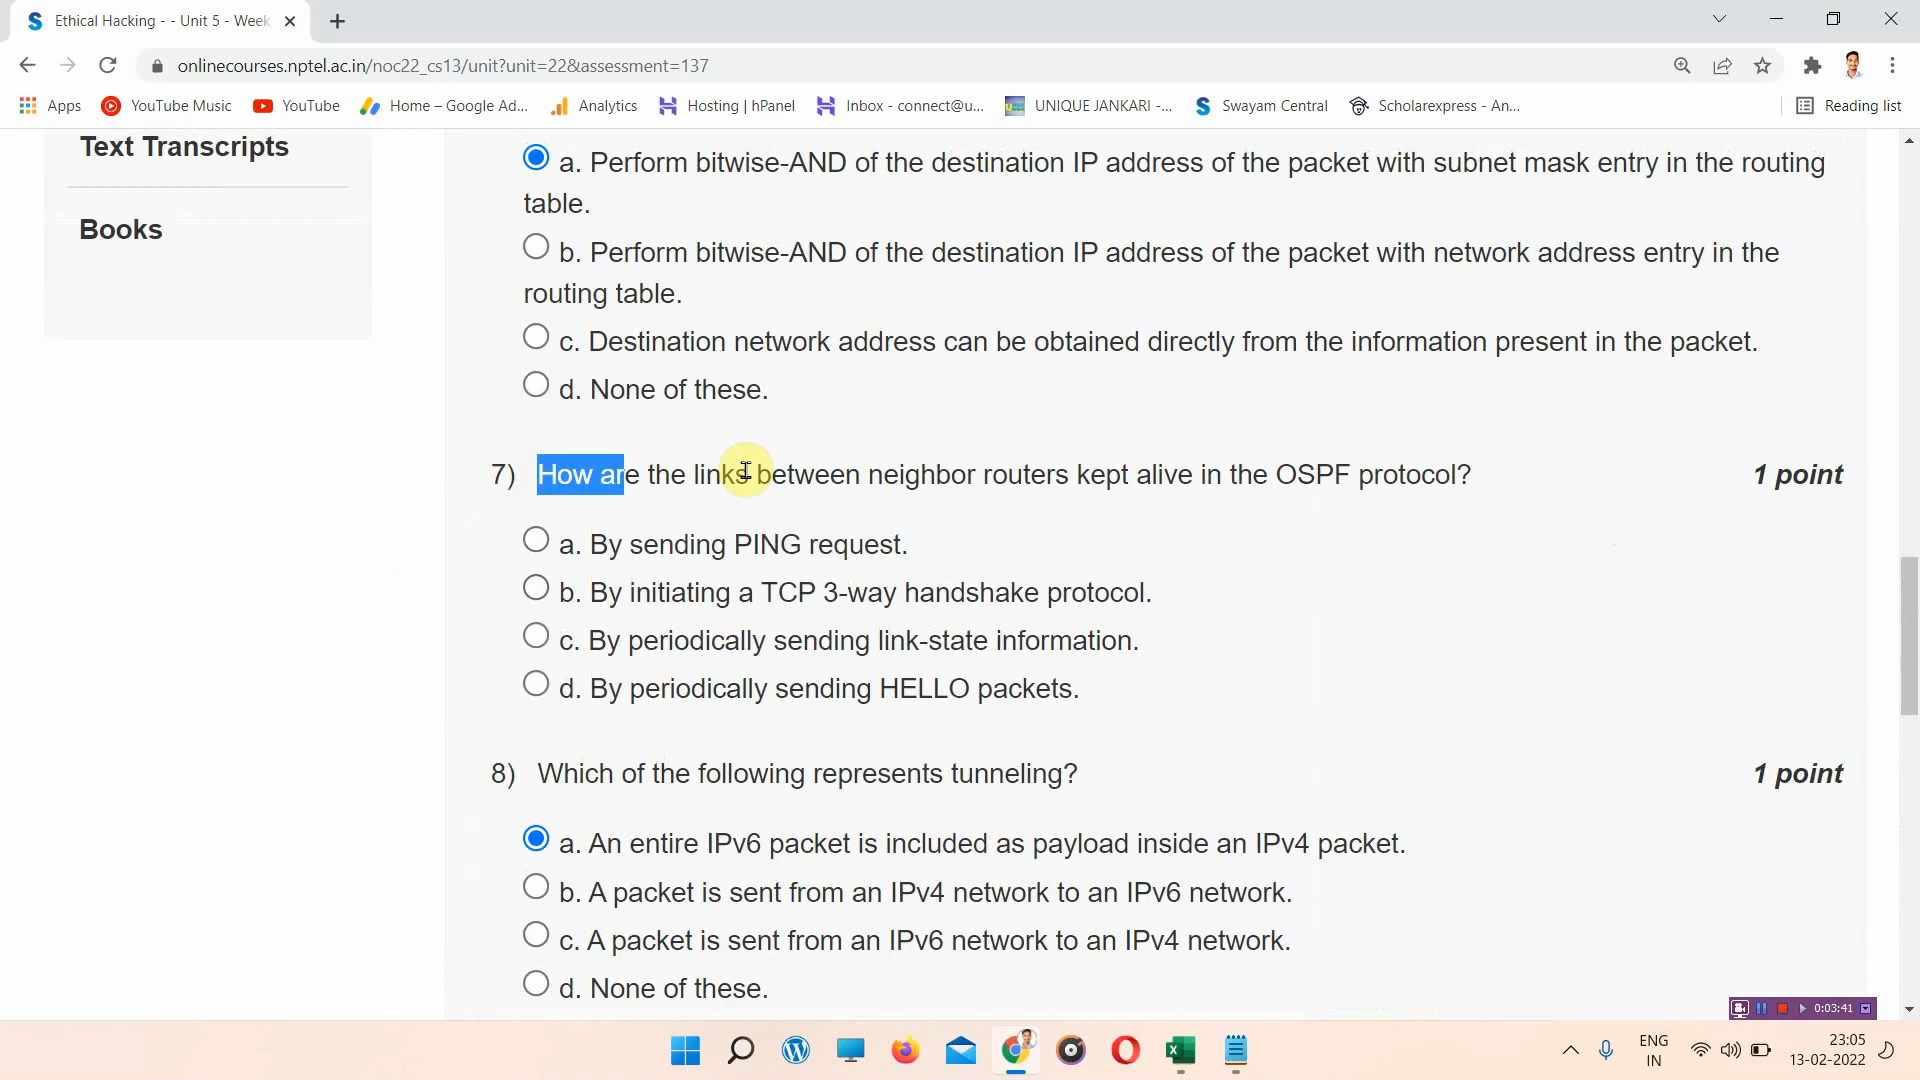 Ethical Hacking - - Unit 5 - Week
onlinecourses.nptel.ac.in/noc22_cs13/unit?unit=22&assessment=137
Apps YouTube Music YouTube Home – Google Ad... Analytics Hosting | hPanel Inbox - connect@u... UNIQUE JANKARI -... Swayam Central Scholarexpress - An... Reading list
Text Transcripts
Books
a. Perform bitwise-AND of the destination IP address of the packet with subnet mask entry in the routing
table.
b. Perform bitwise-AND of the destination IP address of the packet with network address entry in the
routing table.
c. Destination network address can be obtained directly from the information present in the packet.
d. None of these.
7) How are the links between neighbor routers kept alive in the OSPF protocol? 1 point
a. By sending PING request.
b. By initiating a TCP 3-way handshake protocol.
c. By periodically sending link-state information.
d. By periodically sending HELLO packets.
8) Which of the following represents tunneling? 1 point
a. An entire IPv6 packet is included as payload inside an IPv4 packet.
b. A packet is sent from an IPv4 network to an IPv6 network.
c. A packet is sent from an IPv6 network to an IPv4 network.
d. None of these.
0:03:41
ENG
IN
23:05
13-02-2022